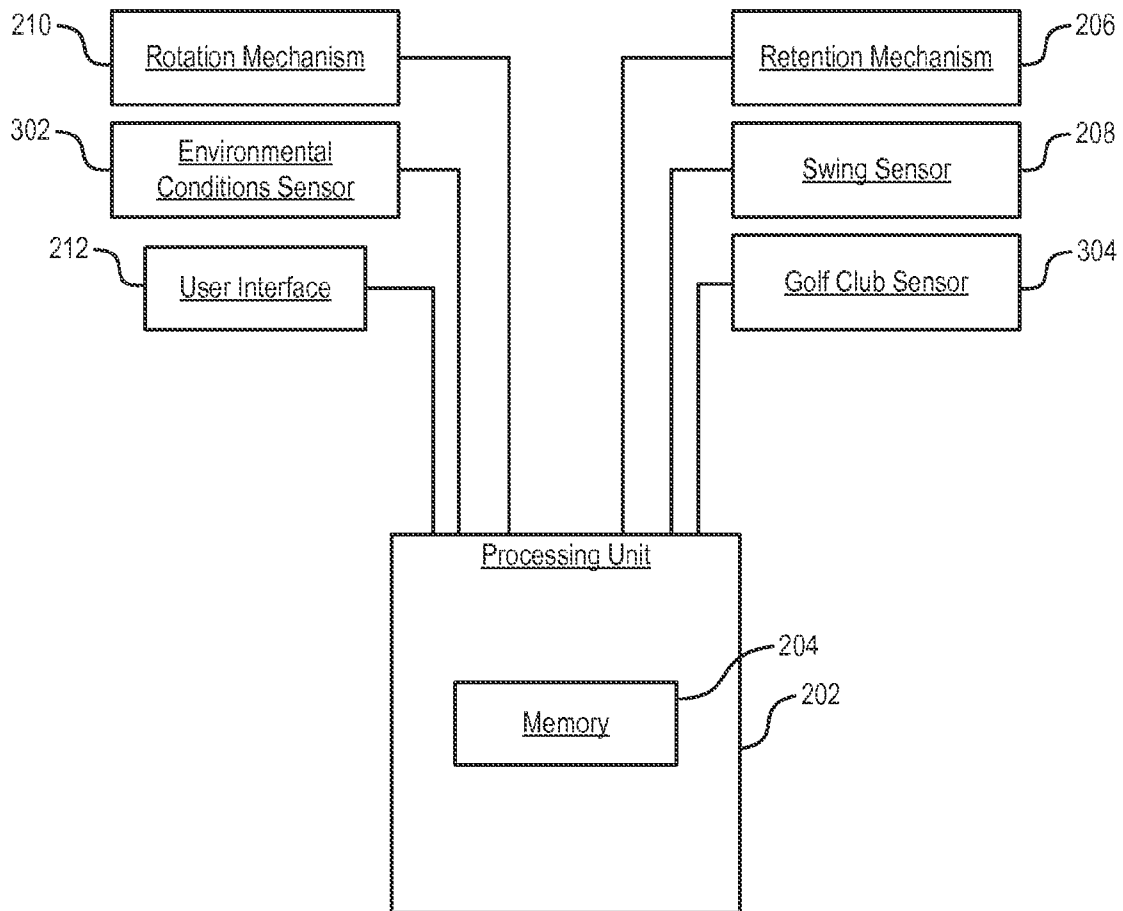 210
Rotation Mechanism
Retention Mechanism
206
302
Environmental
Conditions Sensor
Swing Sensor
208
212
User Interface
Golf Club Sensor
304
Processing Unit
204
202
Memory